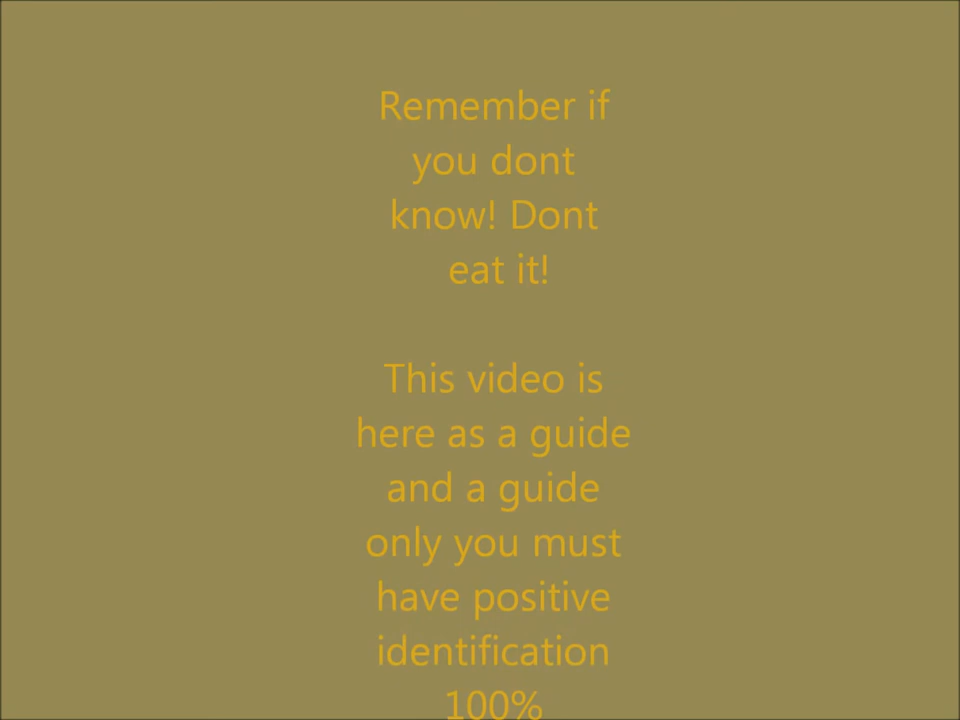 Remember if
you dont
know! Dont
eat it!
This video is
here as a guide
and a guide
only you must
have positive
identification
100%